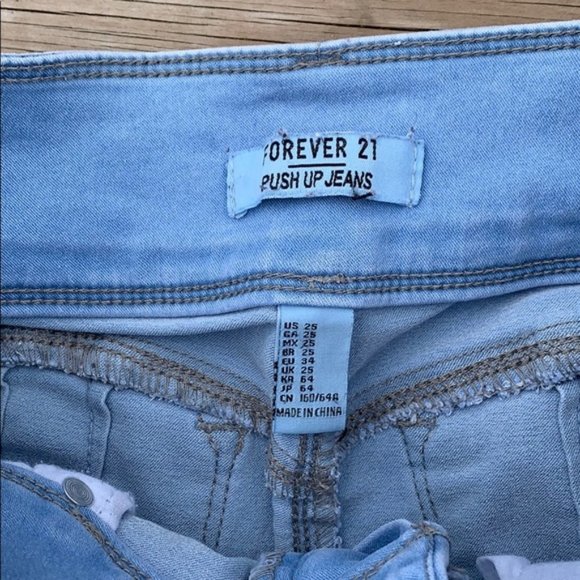 FOREVER 21
PUSH UP JEANS
US 25
CA 25
MX 25
BR 25
EU 34
UK 25
KR 64
JP 64
CN 160/64A
MADE IN CHINA